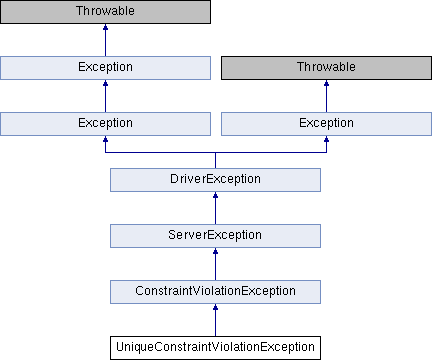 Throwable
Exception
Throwable
Exception
Exception
DriverException
ServerException
ConstraintViolationException
UniqueConstraintViolationException